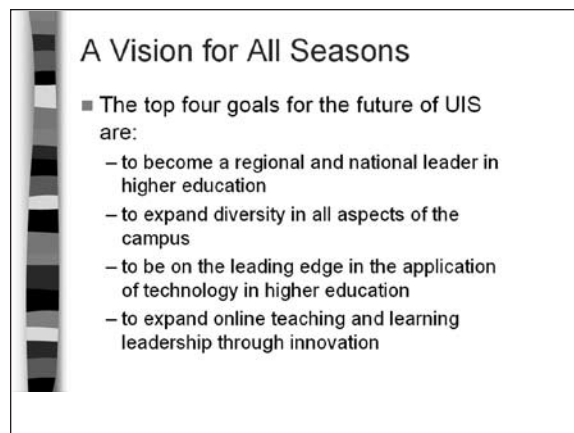 A Vision for All Seasons
■ The top four goals for the future of UIS
are:
– to become a regional and national leader in
higher education
– to expand diversity in all aspects of the
campus
– to be on the leading edge in the application
of technology in higher education
– to expand online teaching and learning
leadership through innovation